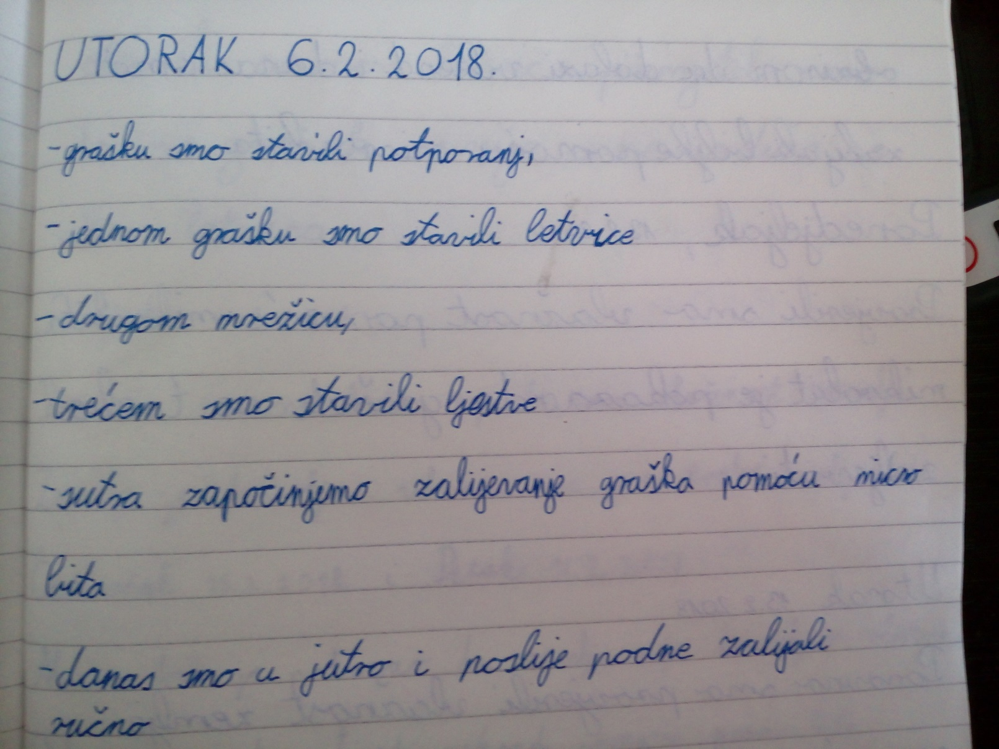 UTORAK 6.2.2018.
-grašku smo stavili potporanj,
-jednom grašku smo stavili letvice
-drugom mrežicu,
-trećem smo stavili ljestve
-sutra započinjemo zalijevanje graška pomoću micro
bita
-danas smo u jutro i poslije podne zalijali
ručno